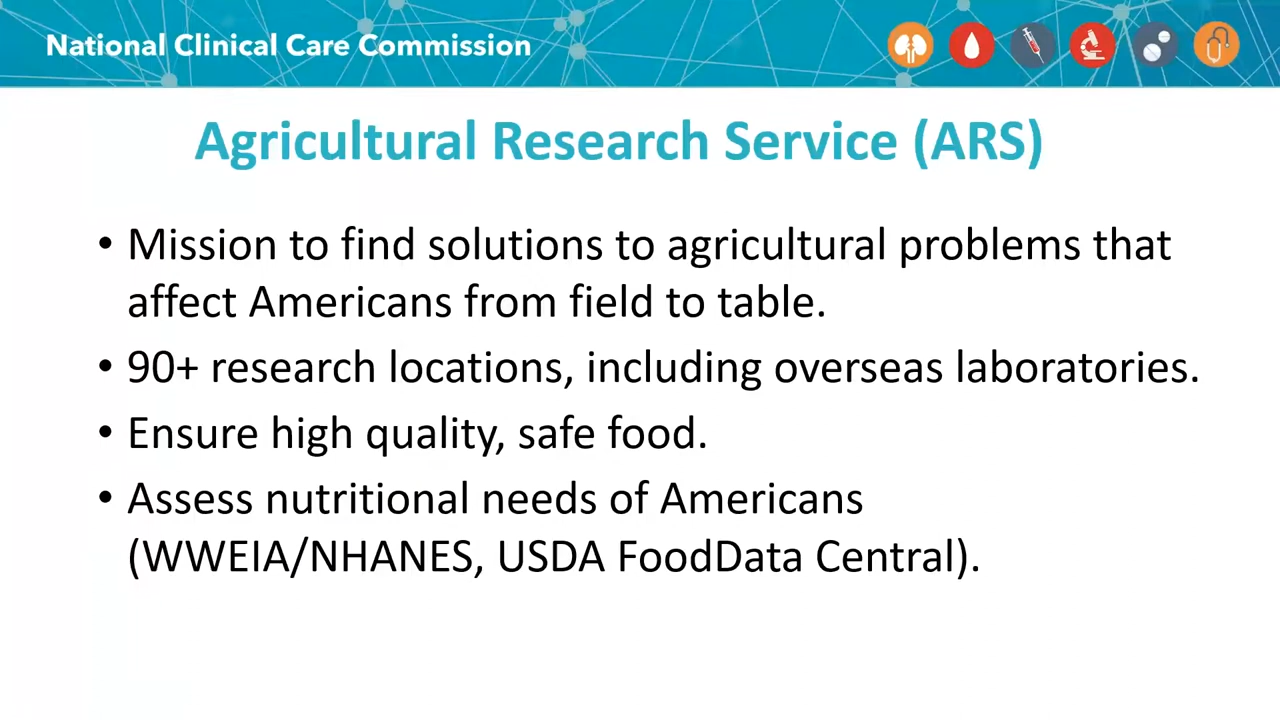 National Clinical Care Commission
Agricultural Research Service (ARS)
• Mission to find solutions to agricultural problems that
affect Americans from field to table.
• 90+ research locations, including overseas laboratories.
• Ensure high quality, safe food.
• Assess nutritional needs of Americans
(WWEIA/NHANES, USDA FoodData Central).